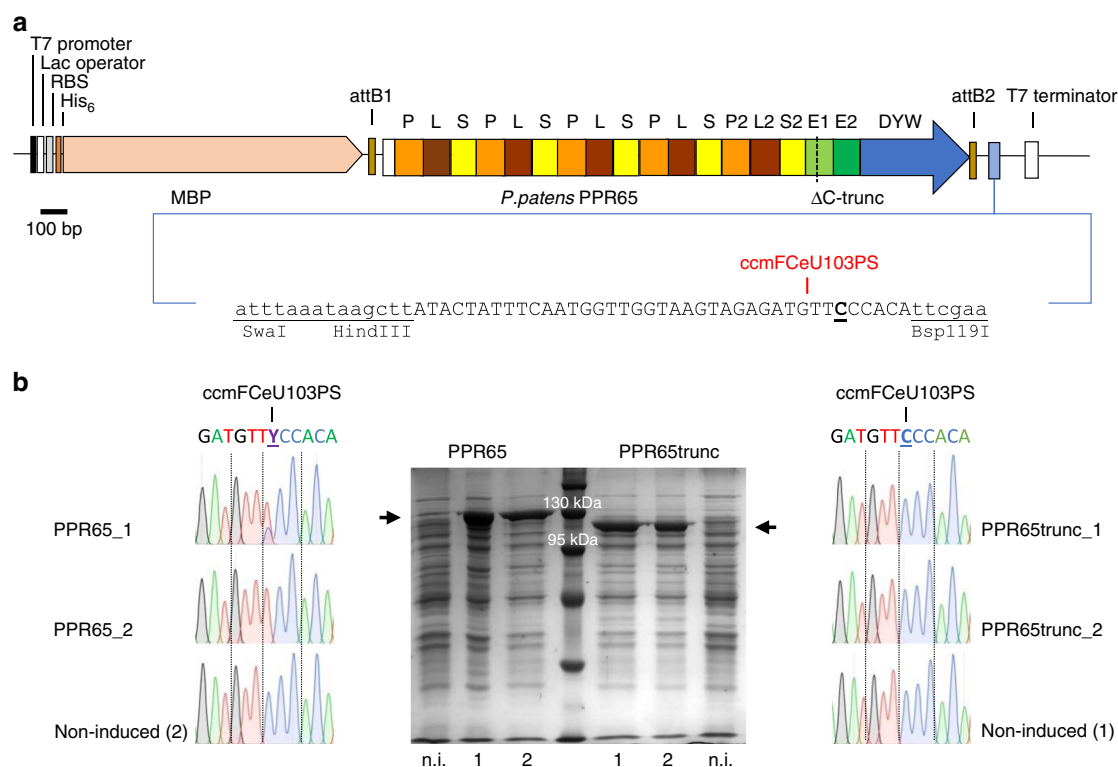 a
T7 promoter
Lac operator
RBS
His6
attB1
P L S P L S P L S P L S P2 L2 S2 E1 E2 DYW
attB2
T7 terminator
MBP
P.patens PPR65
ΔC-trunc
100 bp
ccmFCeU103PS
atttaaataagcttATACTATTTCAATGGTTGGTAAGTAGAGATGTTCCCACAttcgaa
SwaI HindIII Bsp119I
b
ccmFCeU103PS
GATGTTYCCACA
PPR65_1
PPR65_2
Non-induced (2)
PPR65 PPR65trunc
130 kDa
95 kDa
n.i. 1 2 1 2 n.i.
ccmFCeU103PS
GATGTTCCCACA
PPR65trunc_1
PPR65trunc_2
Non-induced (1)